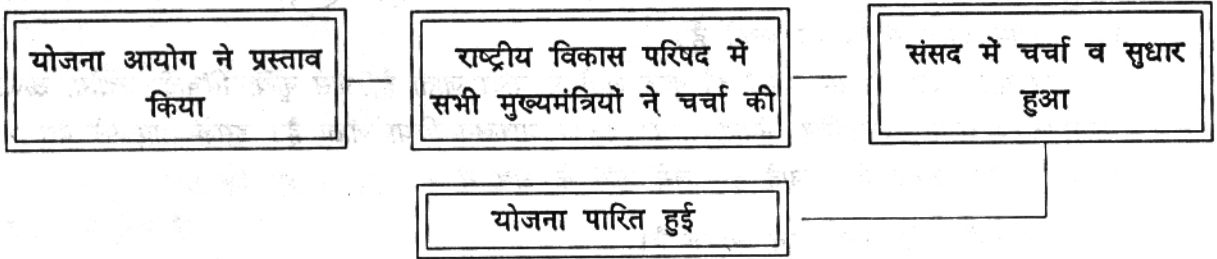 योजना आयोग ने प्रस्ताव
किया
राष्ट्रीय विकास परिषद में
सभी मुख्यमंत्रियों ने चर्चा की
संसद में चर्चा व सुधार
हुआ
योजना पारित हुई